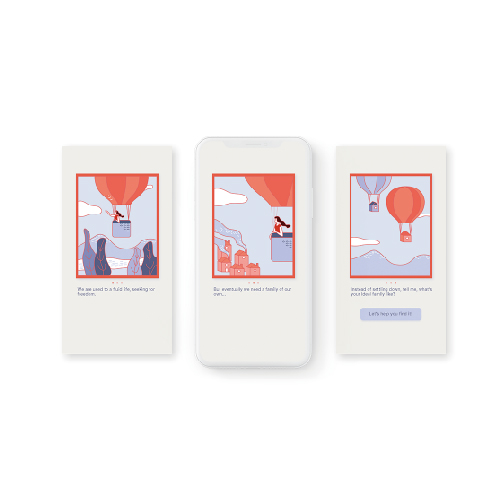 We are used to a fluid life, seeking for
freedom.
But eventually we need a family of our
own...
Instead of settling down, tell me, what's
your ideal family like?
Let's help you find it!